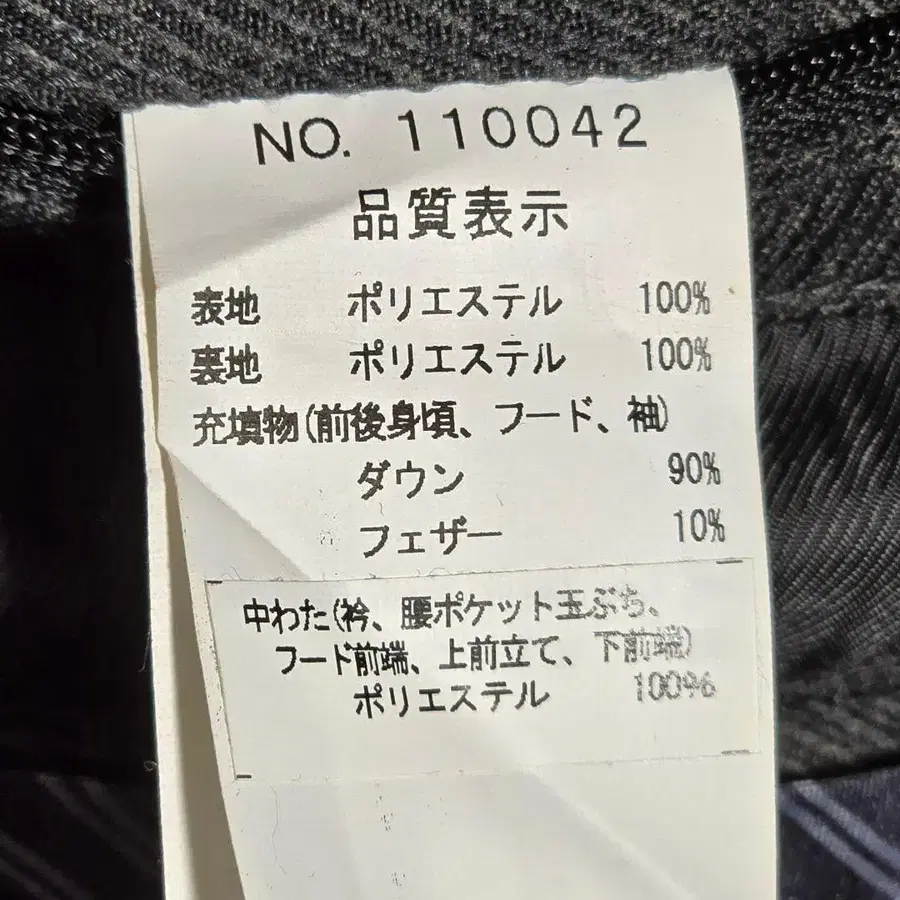 NO. 110042
品質表示
表地 ポリエステル 100%
裏地 ポリエステル 100%
充填物(前後身頃、フード、袖)
ダウン 90%
フェザー 10%
中わた(衿、腰ポケット玉ぶち、
フード前端、上前立て、下前端)
ポリエステル 100%